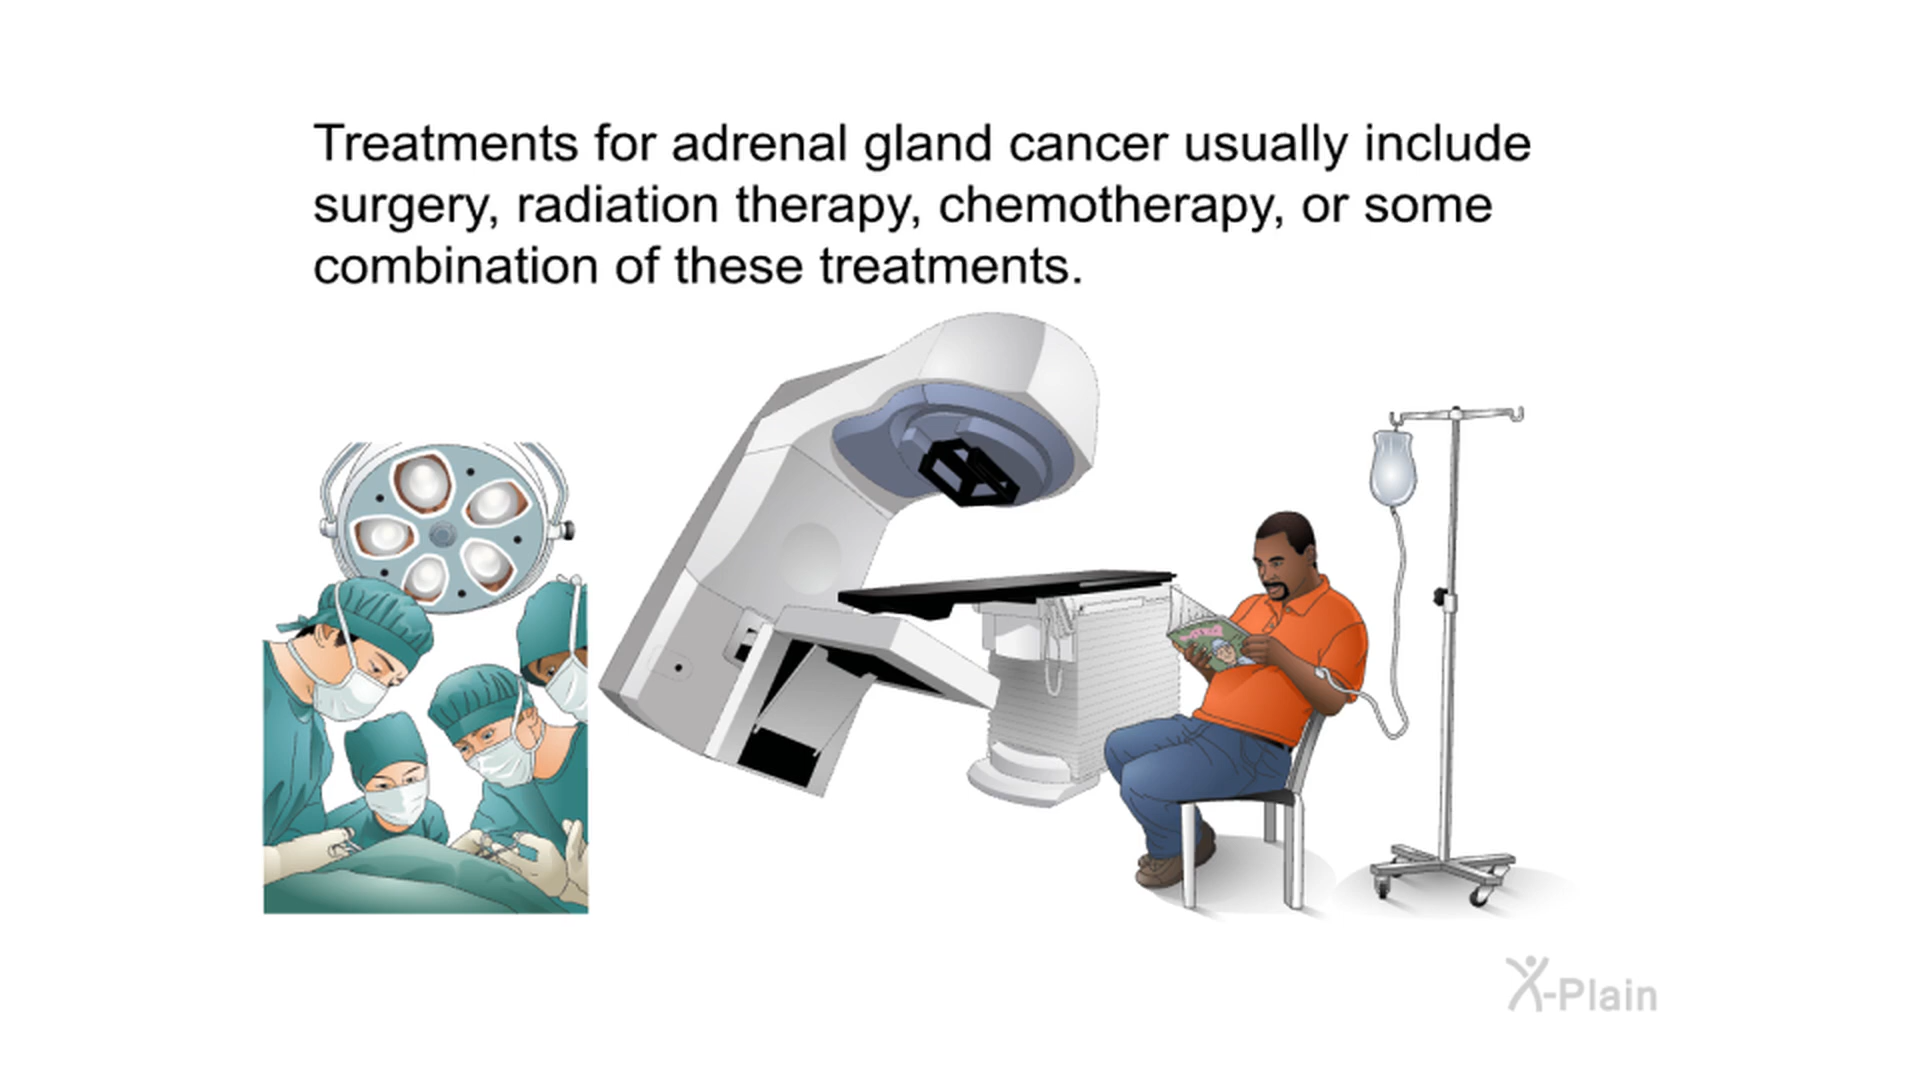 Treatments for adrenal gland cancer usually include
surgery, radiation therapy, chemotherapy, or some
combination of these treatments.
X-Plain